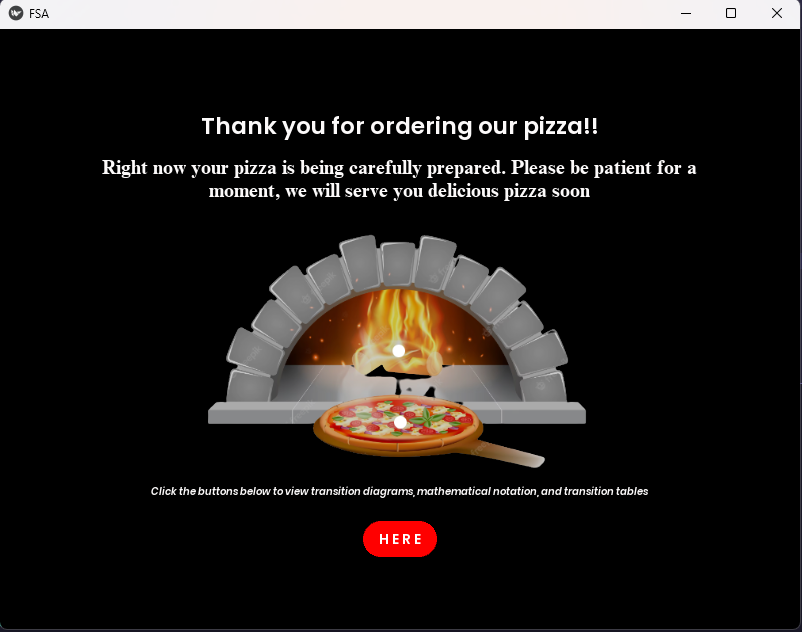 FSA
Thank you for ordering our pizza!!
Right now your pizza is being carefully prepared. Please be patient for a
moment, we will serve you delicious pizza soon
Click the buttons below to view transition diagrams, mathematical notation, and transition tables
HERE